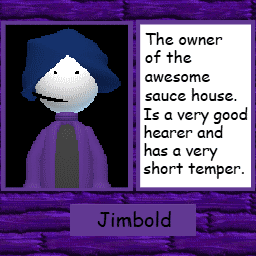 The owner
of the
awesome
sauce house.
Is a very good
hearer and
has a very
short temper.
Jimbold